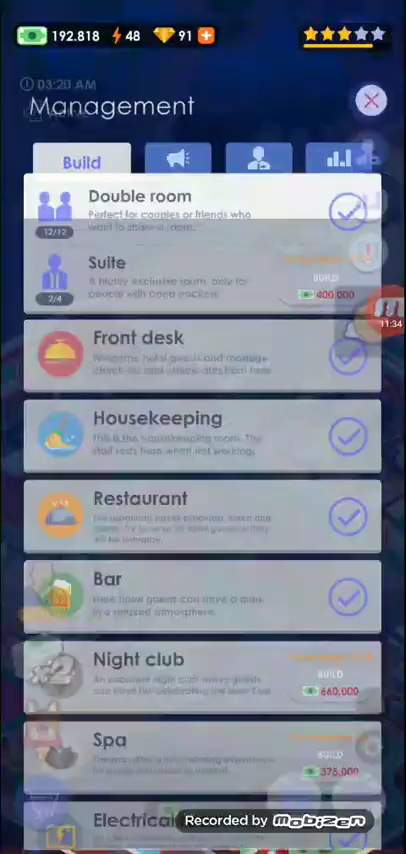 192.818 48 91
03:20 AM
Management
Build
Double room
Perfect for couples or friends who
want to share a room.
12/12
Suite
A highly exclusive room, only for
people with deep pockets.
BUILD
2/4
400,000
11:34
Front desk
Welcome hotel guests and manage
check-ins and check-outs from here.
Housekeeping
This is the housekeeping room. The
staff rests here when not working.
Restaurant
will be unhappy.
Bar
Here hotel guests can have a drink
in a relaxed atmosphere.
Night club
BUILD
660,000
Spa
BUILD
375,000
Electrical
Recorded by mobizen